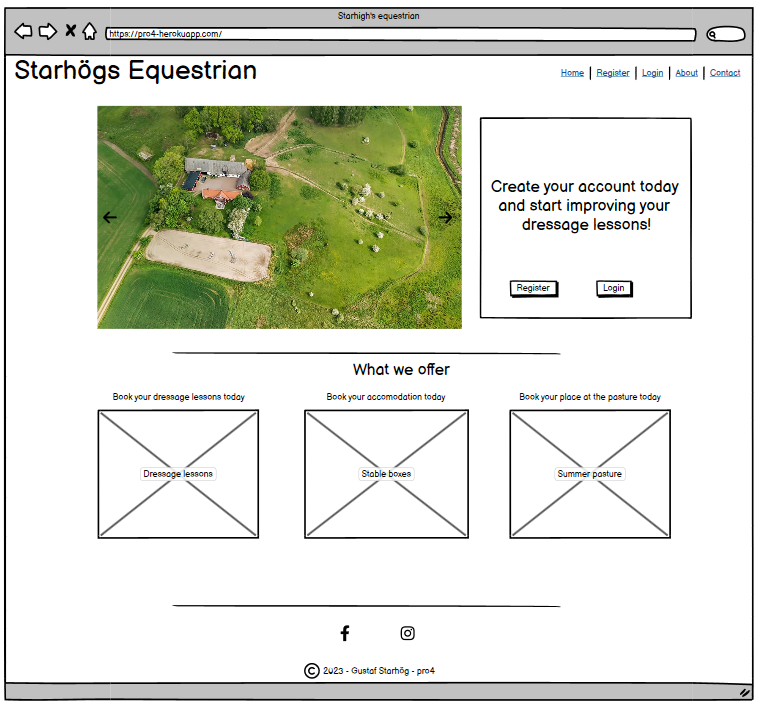 Starhigh's equestrian
https://pro4-herokuapp.com/
Starhögs Equestrian
Home | Register | Login | About | Contact
Create your account today
and start improving your
dressage lessons!
Register Login
What we offer
Book your dressage lessons today
Book your accomodation today
Book your place at the pasture today
Dressage lessons
Stable boxes
Summer pasture
© 2023 - Gustaf Starhög - pro4